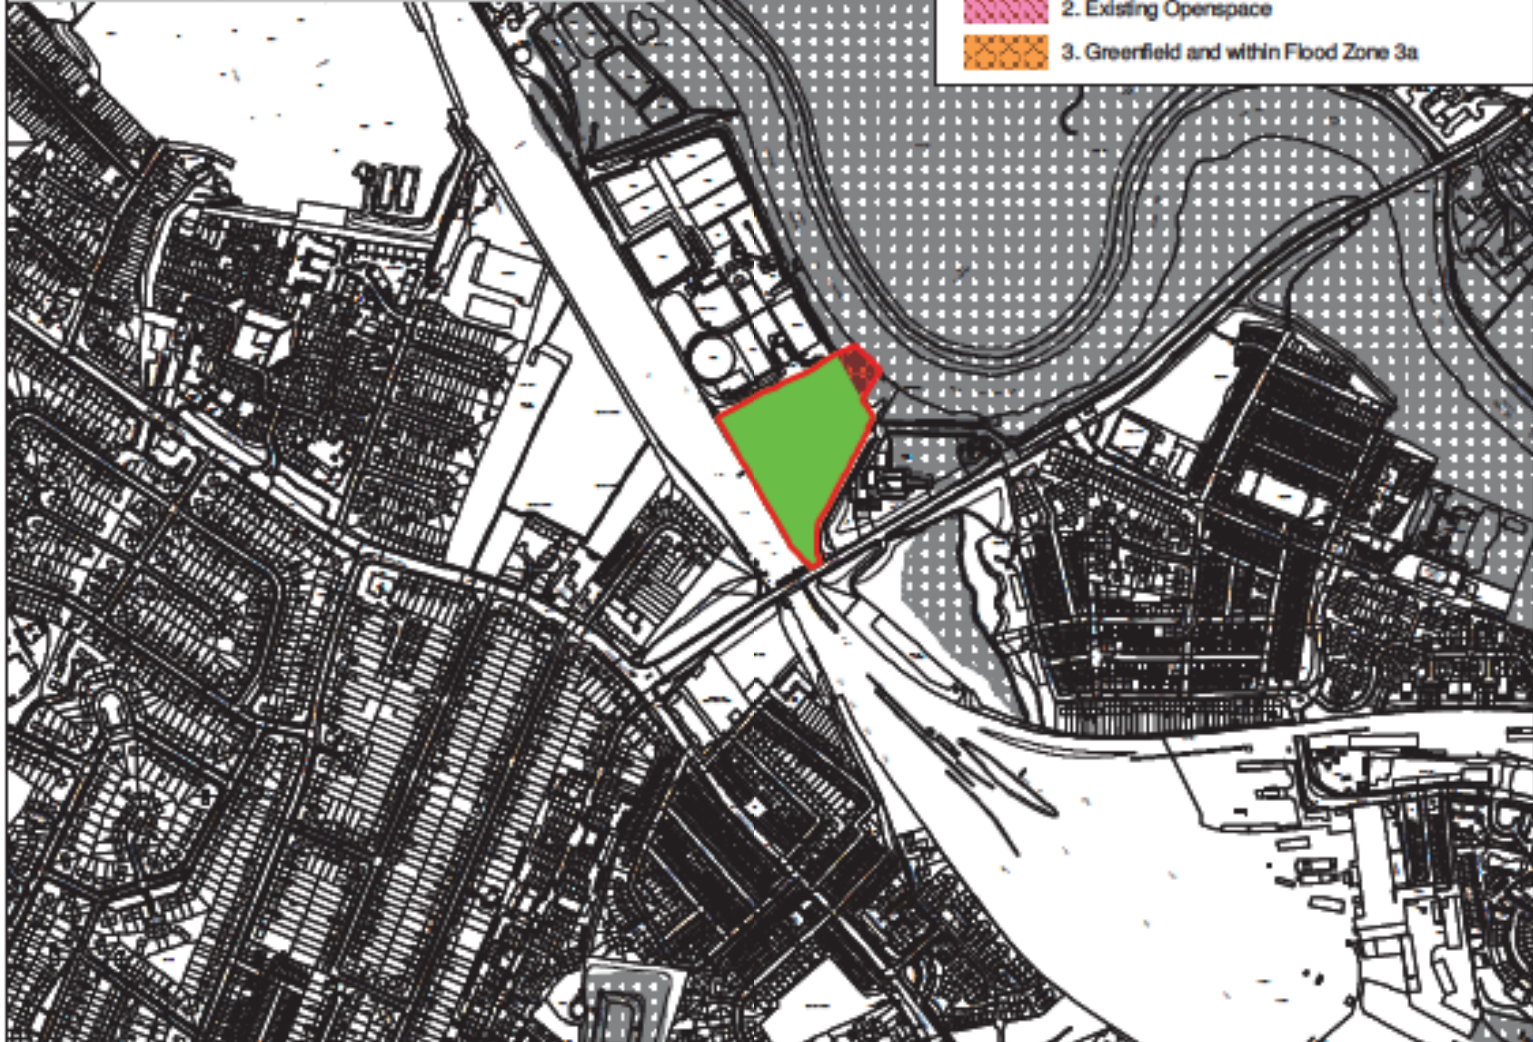 2. Existing Openspace
3. Greenfield and within Flood Zone 3a